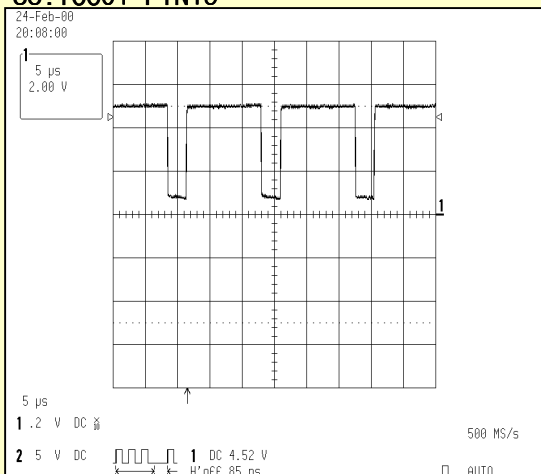 24-Feb-00
20:08:00
1
5 µs
2.00 V
1
5 µs
1 .2 V DC
500 MS/s
2 5 V DC 1 DC 4.52 V
H'off 85 ns AUTO